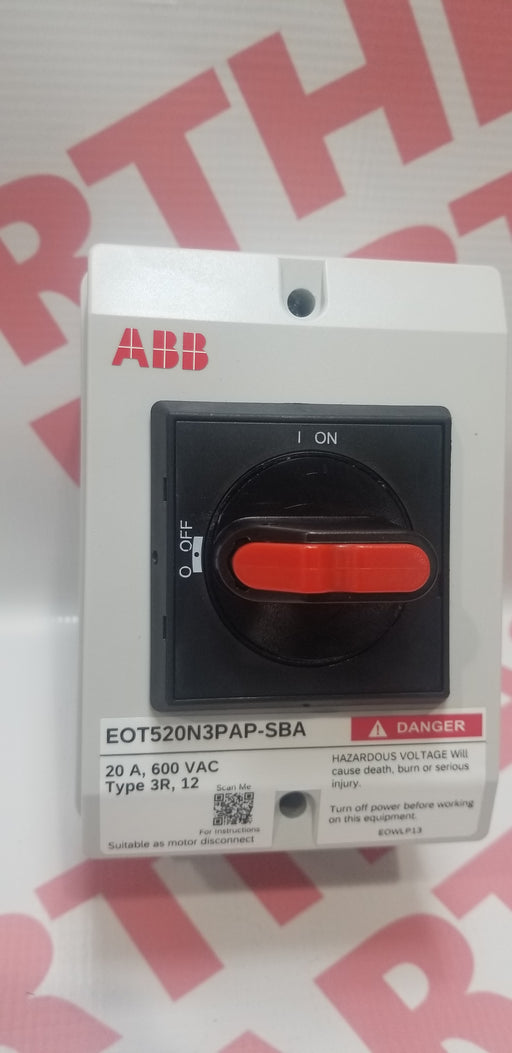 ABB
I ON
O OFF
EOT520N3PAP-SBA
DANGER
20 A, 600 VAC
Type 3R, 12
HAZARDOUS VOLTAGE Will
cause death, burn or serious
injury.
Scan Me
For Instructions
Turn off power before working
on this equipment.
EOWLP13
Suitable as motor disconnect